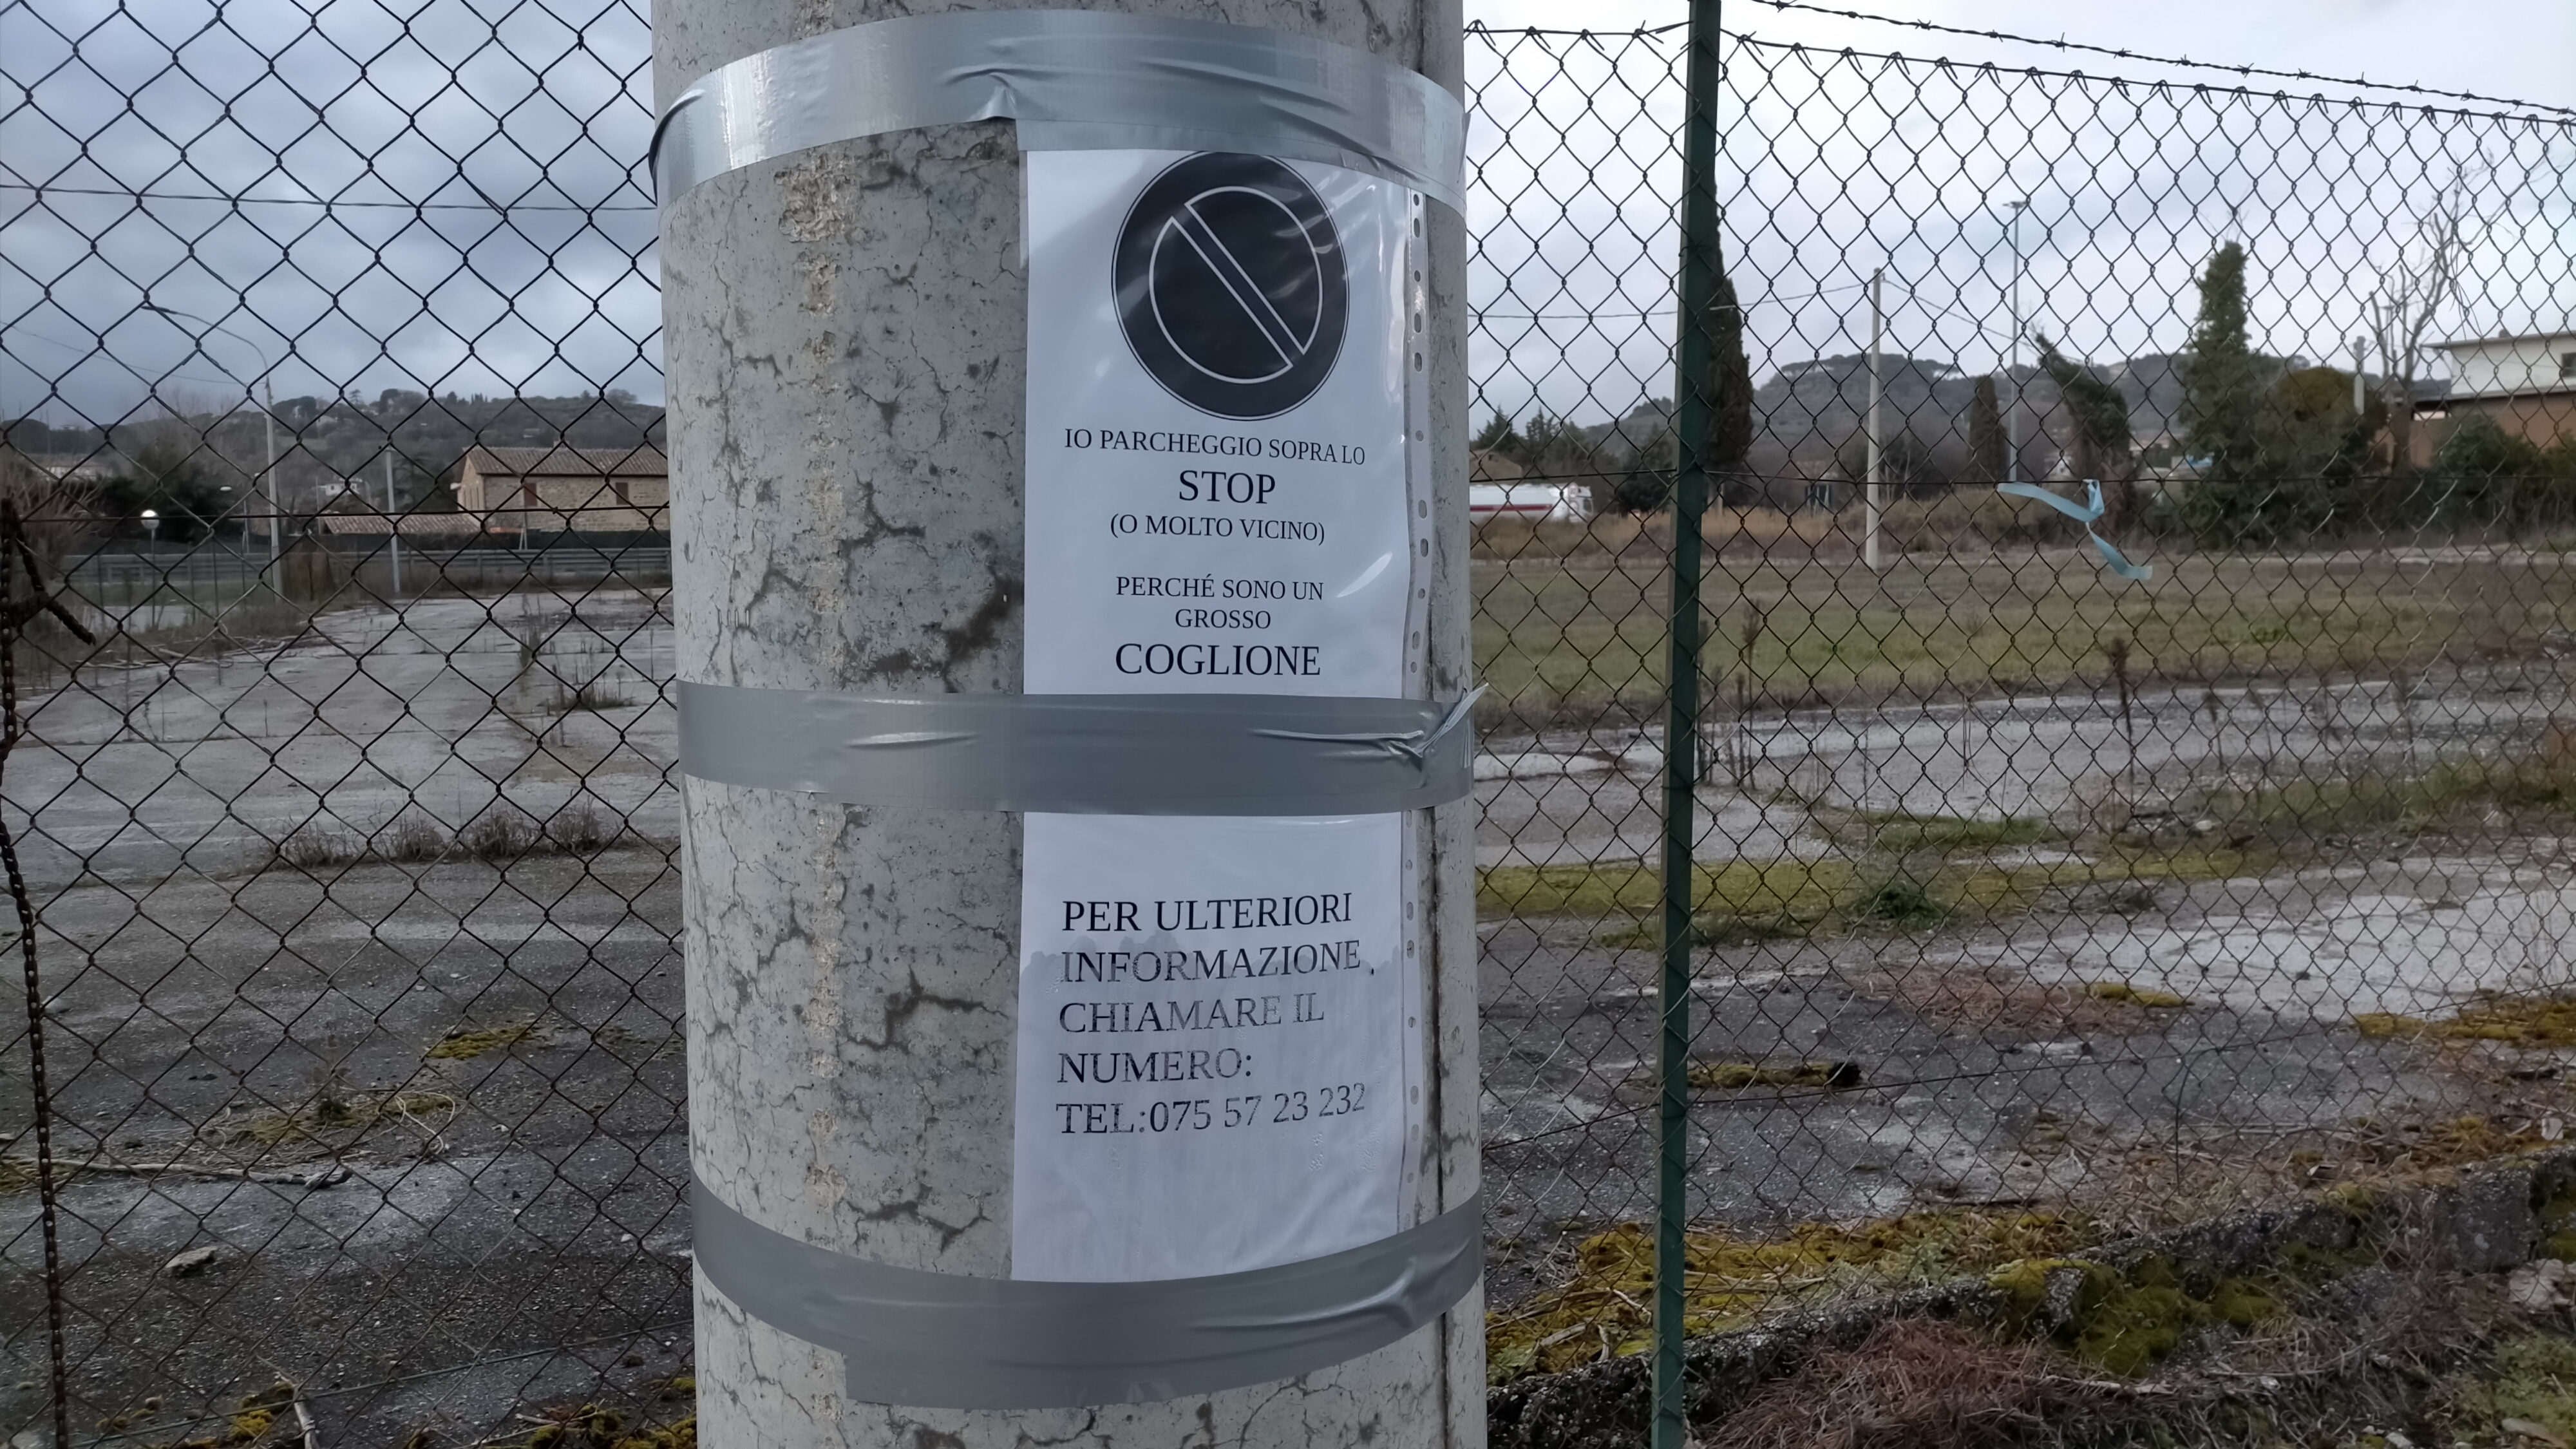 IO PARCHEGGIO SOPRA LO
STOP
(O MOLTO VICINO)
PERCHÉ SONO UN
GROSSO
COGLIONE
PER ULTERIORI
INFORMAZIONE
CHIAMARE IL
NUMERO:
TEL:075 57 23 232